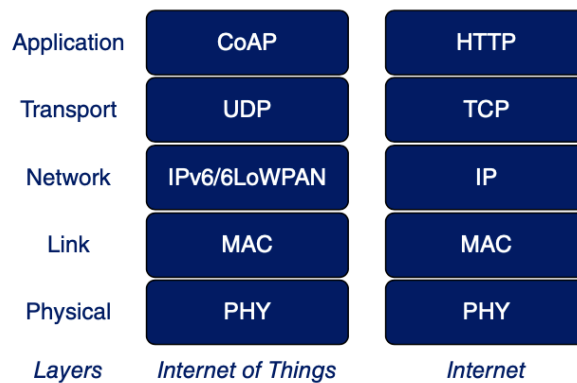 Application CoAP HTTP
Transport UDP TCP
Network IPv6/6LoWPAN IP
Link MAC MAC
Physical PHY PHY
Layers Internet of Things Internet